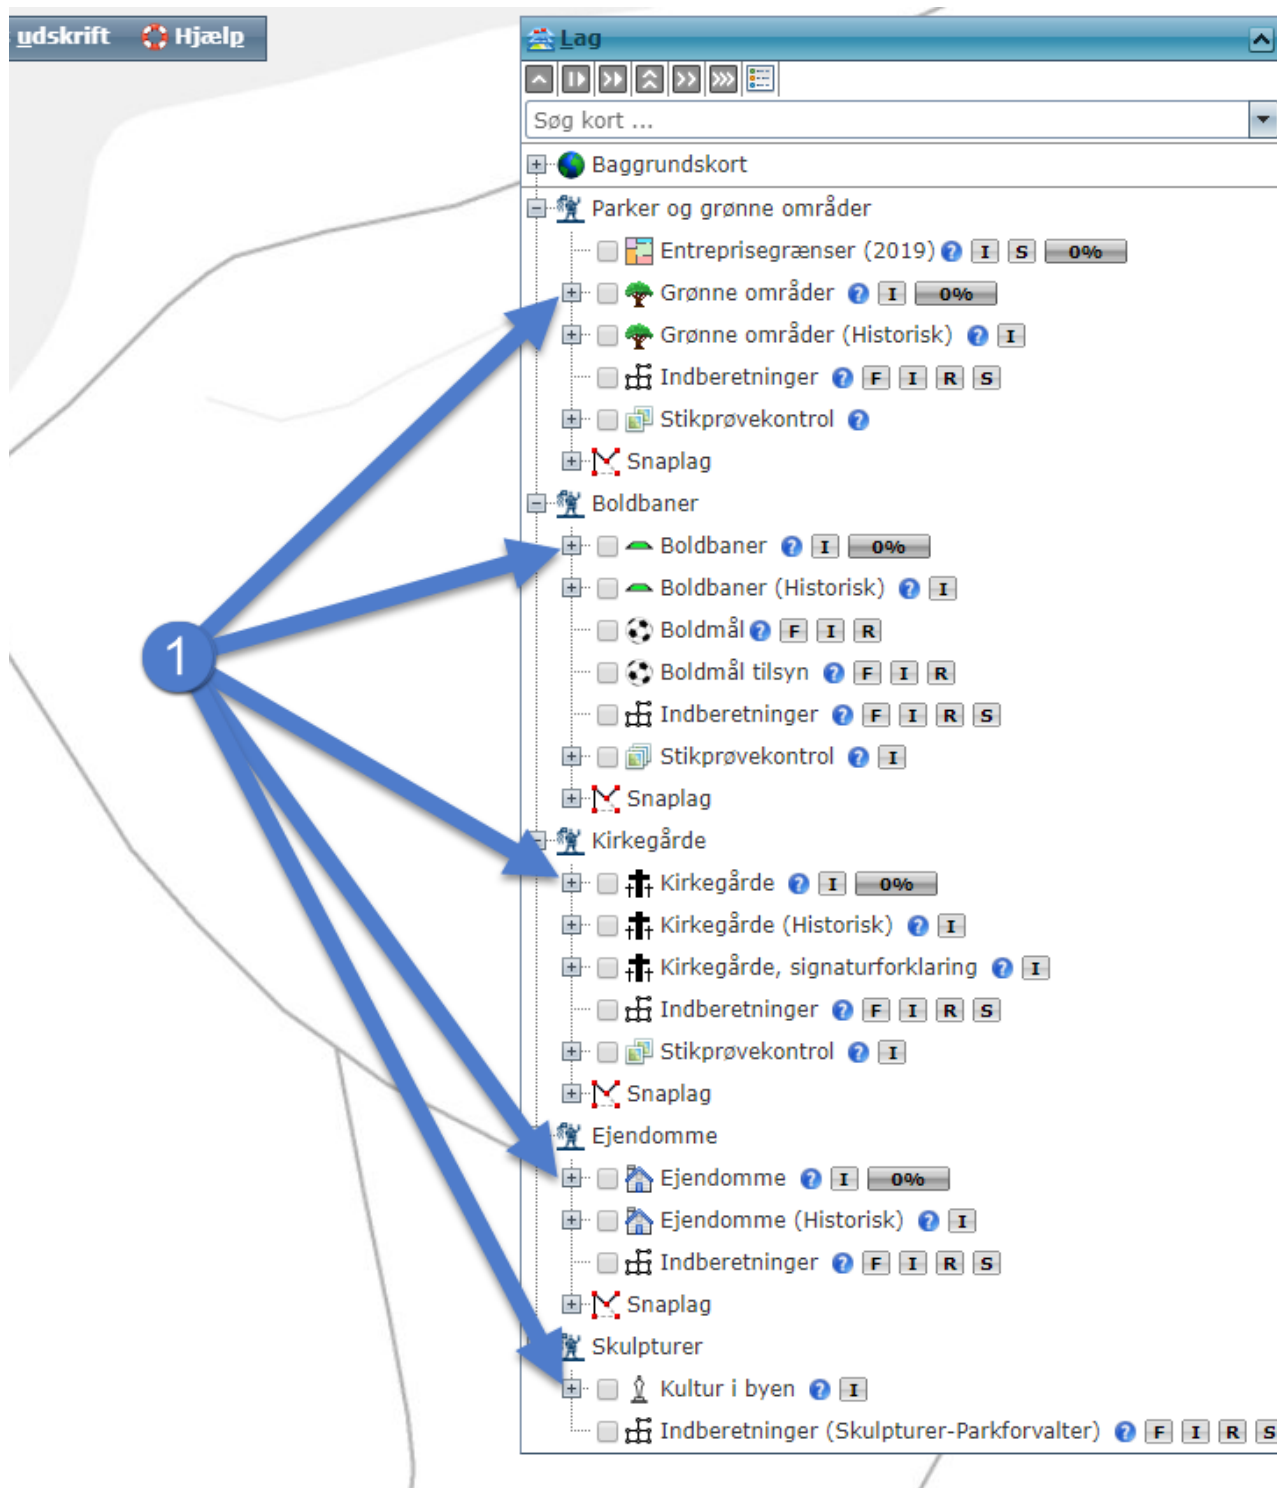 udskrift Hjælp
Lag
Søg kort ...
Baggrundskort
Parker og grønne områder
Entreprisegrænser (2019) ? I S 0%
Grønne områder ? I 0%
Grønne områder (Historisk) ? I
Indberetninger ? F I R S
Stikprøvekontrol ?
Snaplag
Boldbaner
Boldbaner ? I 0%
Boldbaner (Historisk) ? I
Boldmål ? F I R
1
Boldmål tilsyn ? F I R
Indberetninger ? F I R S
Stikprøvekontrol ? I
Snaplag
Kirkegårde
Kirkegårde ? I 0%
Kirkegårde (Historisk) ? I
Kirkegårde, signaturforklaring ? I
Indberetninger ? F I R S
Stikprøvekontrol ? I
Snaplag
Ejendomme
Ejendomme ? I 0%
Ejendomme (Historisk) ? I
Indberetninger ? F I R S
Snaplag
Skulpturer
Kultur i byen ? I
Indberetninger (Skulpturer-Parkforvalter) ? F I R S